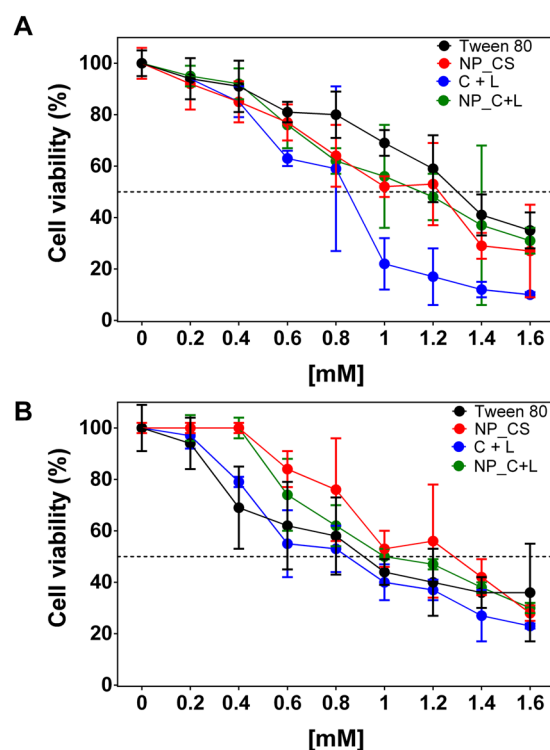 A
Tween 80
NP_CS
C + L
NP_C+L
Cell viability (%)
100
80
60
40
20
0
0 0.2 0.4 0.6 0.8 1 1.2 1.4 1.6
[mM]
B
Tween 80
NP_CS
C + L
NP_C+L
Cell viability (%)
100
80
60
40
20
0
0 0.2 0.4 0.6 0.8 1 1.2 1.4 1.6
[mM]